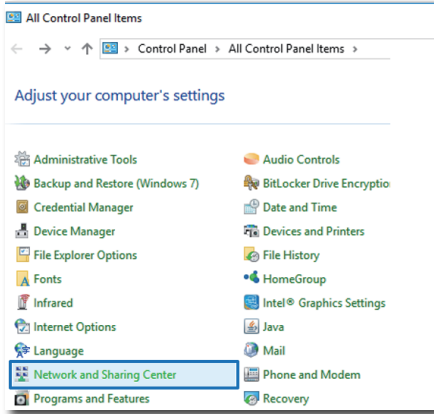 All Control Panel Items
Control Panel > All Control Panel Items >
Adjust your computer's settings
Administrative Tools
Audio Controls
Backup and Restore (Windows 7)
BitLocker Drive Encryptio
Credential Manager
Date and Time
Device Manager
Devices and Printers
File Explorer Options
File History
Fonts
HomeGroup
Infrared
Intel® Graphics Settings
Internet Options
Java
Language
Mail
Network and Sharing Center
Phone and Modem
Programs and Features
Recovery